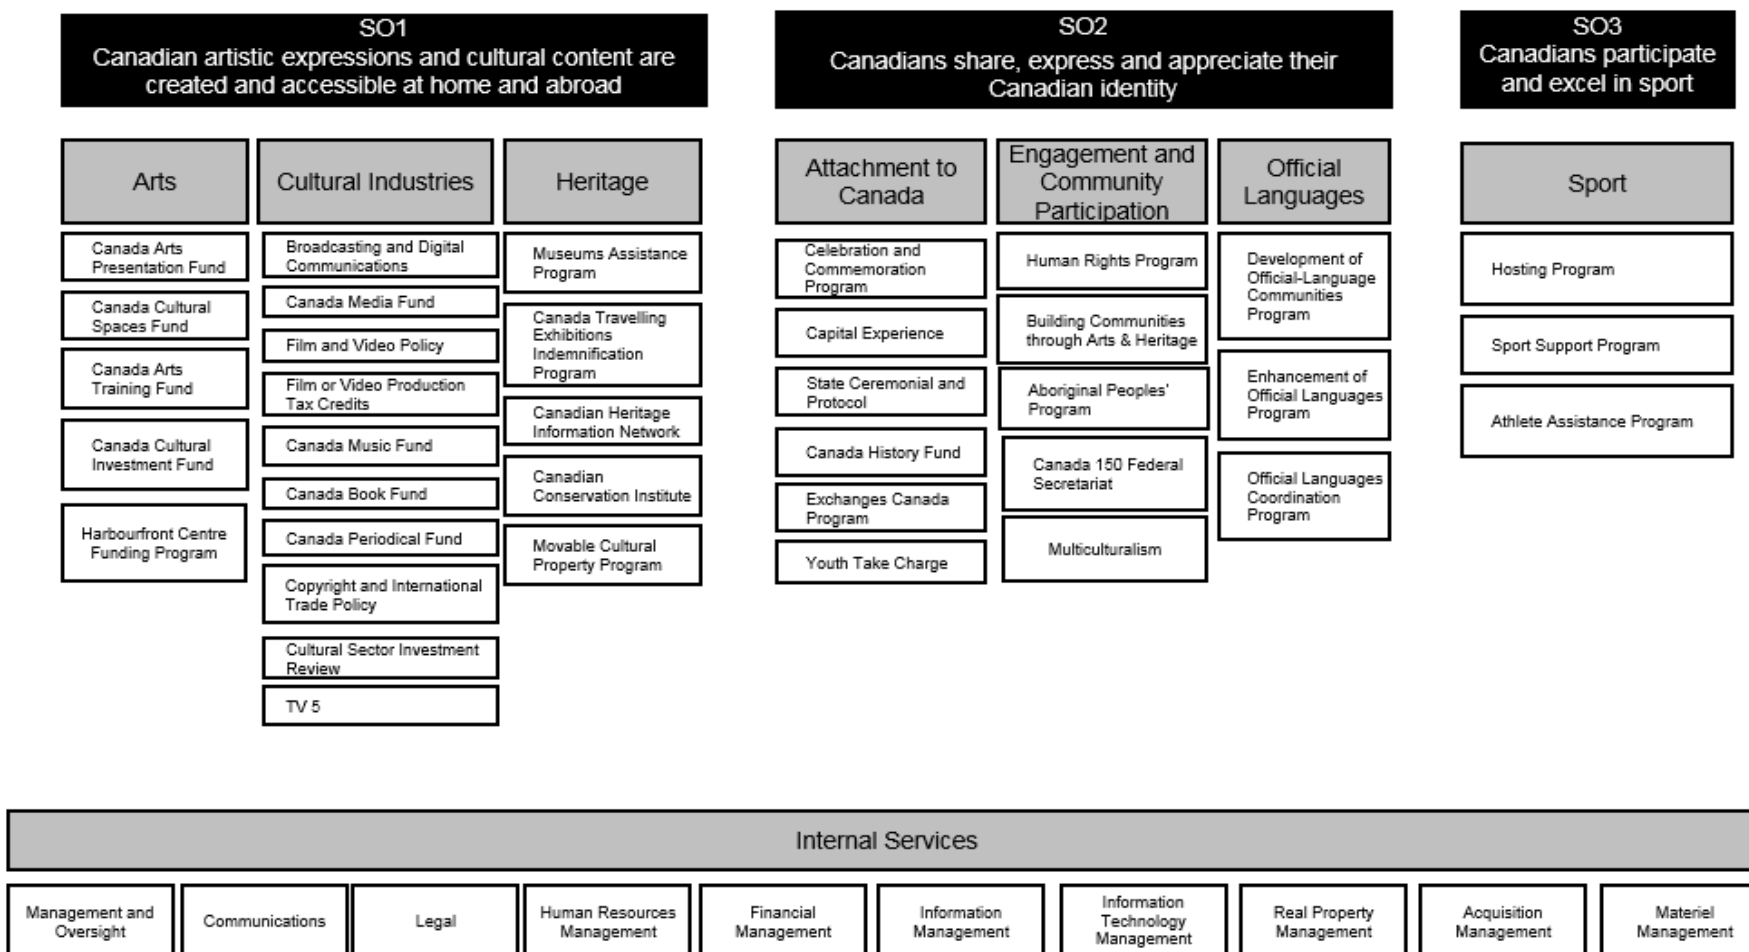 SO1
Canadian artistic expressions and cultural content are
created and accessible at home and abroad
SO2
Canadians share, express and appreciate their
Canadian identity
SO3
Canadians participate
and excel in sport
Arts
Canada Arts
Presentation Fund
Canada Cultural
Spaces Fund
Canada Arts
Training Fund
Canada Cultural
Investment Fund
Harbourfront Centre
Funding Program
Cultural Industries
Broadcasting and Digital
Communications
Canada Media Fund
Film and Video Policy
Film or Video Production
Tax Credits
Canada Music Fund
Canada Book Fund
Canada Periodical Fund
Copyright and International
Trade Policy
Cultural Sector Investment
Review
TV 5
Heritage
Museums Assistance
Program
Canada Travelling
Exhibitions
Indemnification
Program
Canadian Heritage
Information Network
Canadian
Conservation Institute
Movable Cultural
Property Program
Attachment to
Canada
Celebration and
Commemoration
Program
Capital Experience
State Ceremonial and
Protocol
Canada History Fund
Exchanges Canada
Program
Youth Take Charge
Engagement and
Community
Participation
Human Rights Program
Building Communities
through Arts & Heritage
Aboriginal Peoples'
Program
Canada 150 Federal
Secretariat
Multiculturalism
Official
Languages
Development of
Official-Language
Communities
Program
Enhancement of
Official Languages
Program
Official Languages
Coordination
Program
Sport
Hosting Program
Sport Support Program
Athlete Assistance Program
Internal Services
Management and
Oversight
Communications
Legal
Human Resources
Management
Financial
Management
Information
Management
Information
Technology
Management
Real Property
Management
Acquisition
Management
Materiel
Management